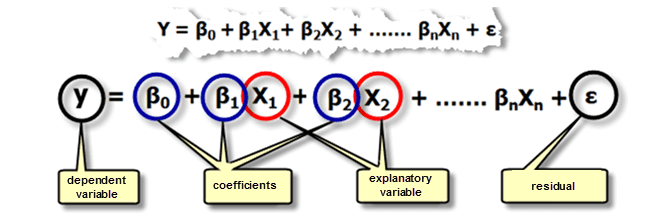 Y = β₀ + β₁X₁ + β₂X₂ + ....... βₙXₙ + ε
y = β₀ + β₁ X₁ + β₂ X₂ + ....... βₙXₙ + ε
dependent variable
coefficients
explanatory variable
residual